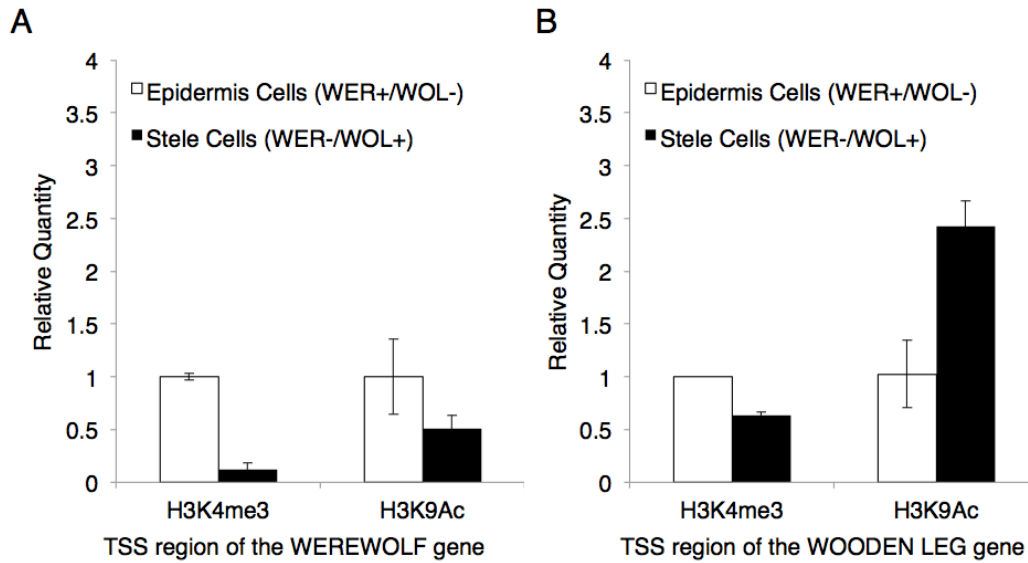 A
4
3.5
3
2.5
2
1.5
1
0.5
0
Relative Quantity
Epidermis Cells (WER+/WOL-)
Stele Cells (WER-/WOL+)
H3K4me3 H3K9Ac
TSS region of the WEREWOLF gene
B
4
3.5
3
2.5
2
1.5
1
0.5
0
Relative Quantity
Epidermis Cells (WER+/WOL-)
Stele Cells (WER-/WOL+)
H3K4me3 H3K9Ac
TSS region of the WOODEN LEG gene